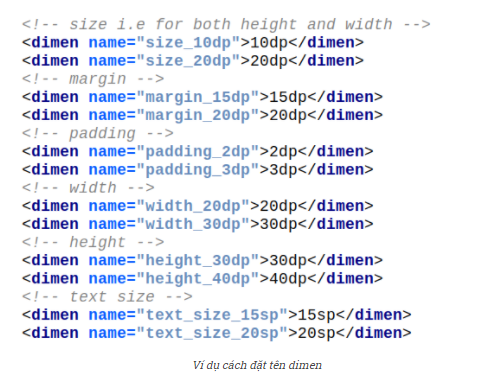 <!-- size i.e for both height and width -->
<dimen name="size_10dp">10dp</dimen>
<dimen name="size_20dp">20dp</dimen>
<!-- margin -->
<dimen name="margin_15dp">15dp</dimen>
<dimen name="margin_20dp">20dp</dimen>
<!-- padding -->
<dimen name="padding_2dp">2dp</dimen>
<dimen name="padding_3dp">3dp</dimen>
<!-- width -->
<dimen name="width_20dp">20dp</dimen>
<dimen name="width_30dp">30dp</dimen>
<!-- height -->
<dimen name="height_30dp">30dp</dimen>
<dimen name="height_40dp">40dp</dimen>
<!-- text size -->
<dimen name="text_size_15sp">15sp</dimen>
<dimen name="text_size_20sp">20sp</dimen>
Ví dụ cách đặt tên dimen